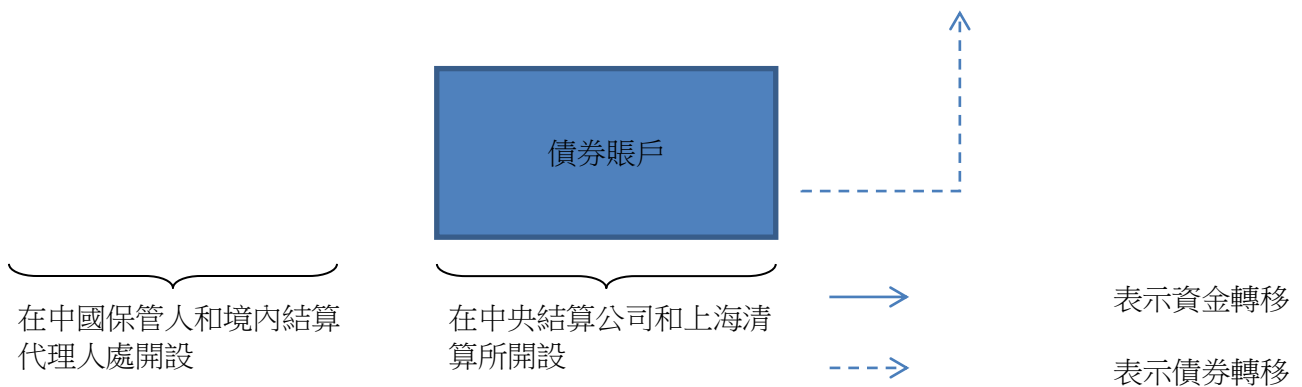 債券賬戶
在中國保管人和境內結算
代理人處開設
在中央結算公司和上海清
算所開設
表示資金轉移
表示債券轉移